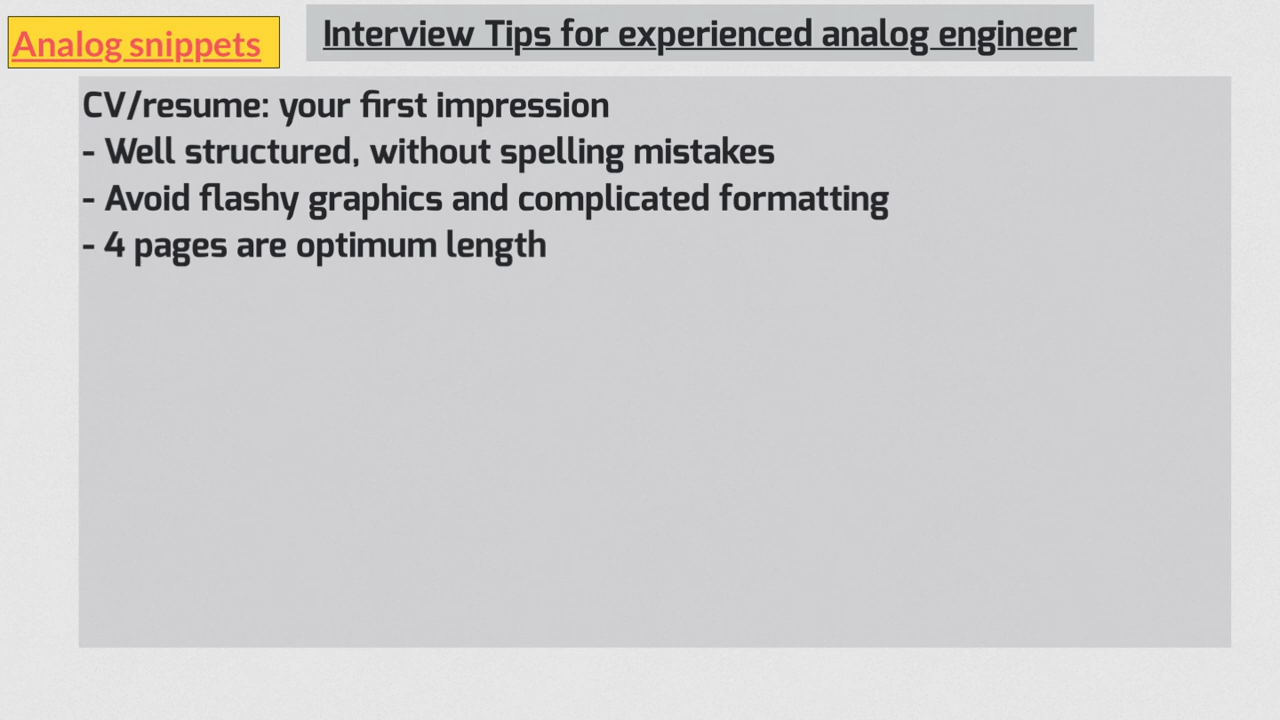 Analog snippets
Interview Tips for experienced analog engineer
CV/resume: your first impression
- Well structured, without spelling mistakes
- Avoid flashy graphics and complicated formatting
- 4 pages are optimum length